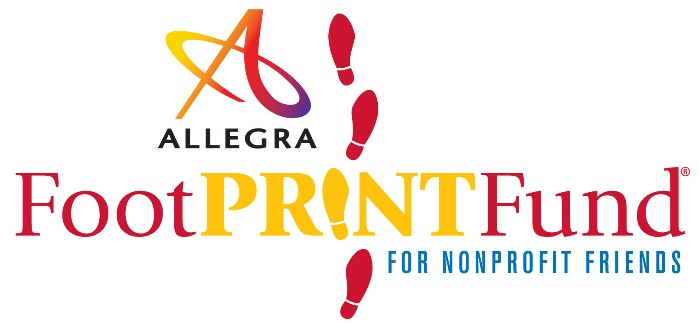 ALLEGRA
FootPRINTFund®
FOR NONPROFIT FRIENDS